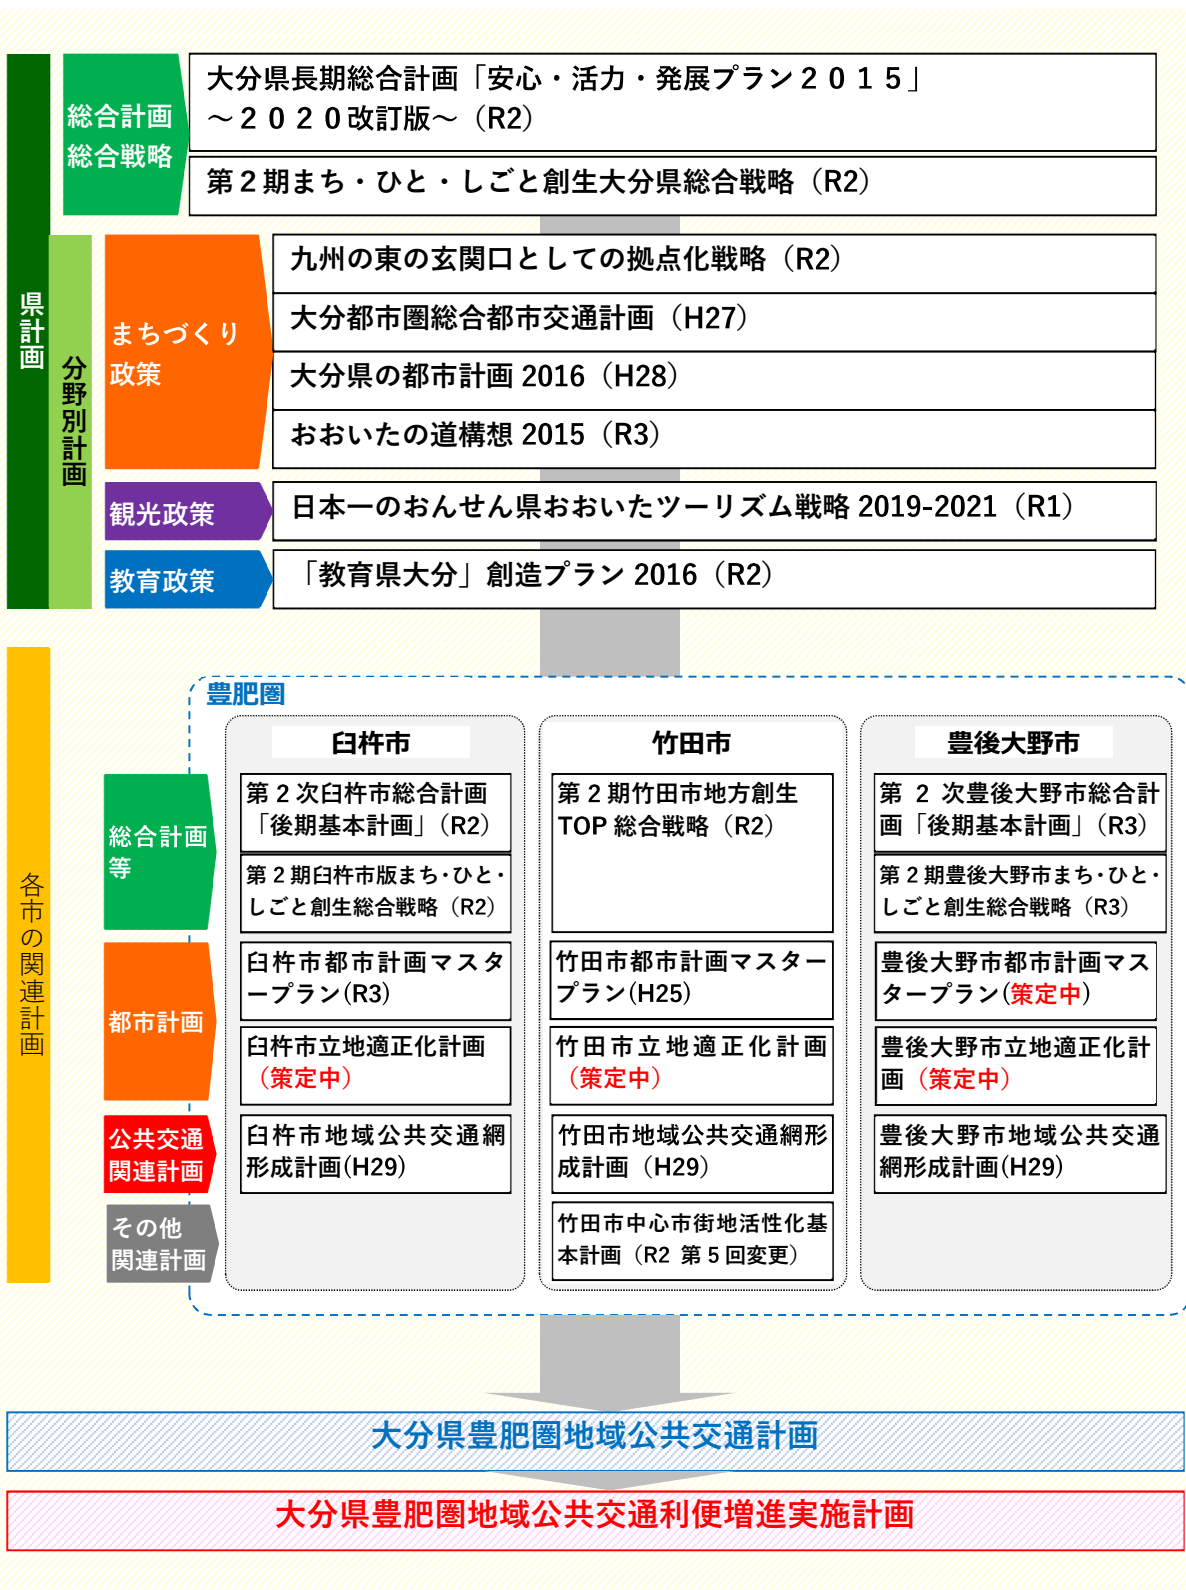 県計画
総合計画
総合戦略
大分県長期総合計画「安心・活力・発展プラン２０１５」
～２０２０改訂版～（R2）
第２期まち・ひと・しごと創生大分県総合戦略（R2）
分野別計画
まちづくり
政策
九州の東の玄関口としての拠点化戦略（R2）
大分都市圏総合都市交通計画（H27）
大分県の都市計画 2016（H28）
おおいたの道構想 2015（R3）
観光政策
日本一のおんせん県おおいたツーリズム戦略 2019-2021（R1）
教育政策
「教育県大分」創造プラン 2016（R2）
各市の関連計画
豊肥圏
臼杵市
竹田市
豊後大野市
総合計画
等
第２次臼杵市総合計画
「後期基本計画」（R2）
第２期臼杵市版まち・ひと・
しごと創生総合戦略（R2）
第２期竹田市地方創生
TOP 総合戦略（R2）
第 2 次豊後大野市総合計
画「後期基本計画」（R3）
第２期豊後大野市まち・ひと・
しごと創生総合戦略（R3）
都市計画
臼杵市都市計画マスタ
ープラン(R3)
竹田市都市計画マスター
プラン(H25)
豊後大野市都市計画マス
タープラン(策定中)
臼杵市立地適正化計画
（策定中）
竹田市立地適正化計画
（策定中）
豊後大野市立地適正化計
画（策定中）
公共交通
関連計画
臼杵市地域公共交通網
形成計画(H29)
竹田市地域公共交通網形
成計画（H29）
豊後大野市地域公共交通
網形成計画(H29)
その他
関連計画
竹田市中心市街地活性化基
本計画（R2 第５回変更）
大分県豊肥圏地域公共交通計画
大分県豊肥圏地域公共交通利便増進実施計画